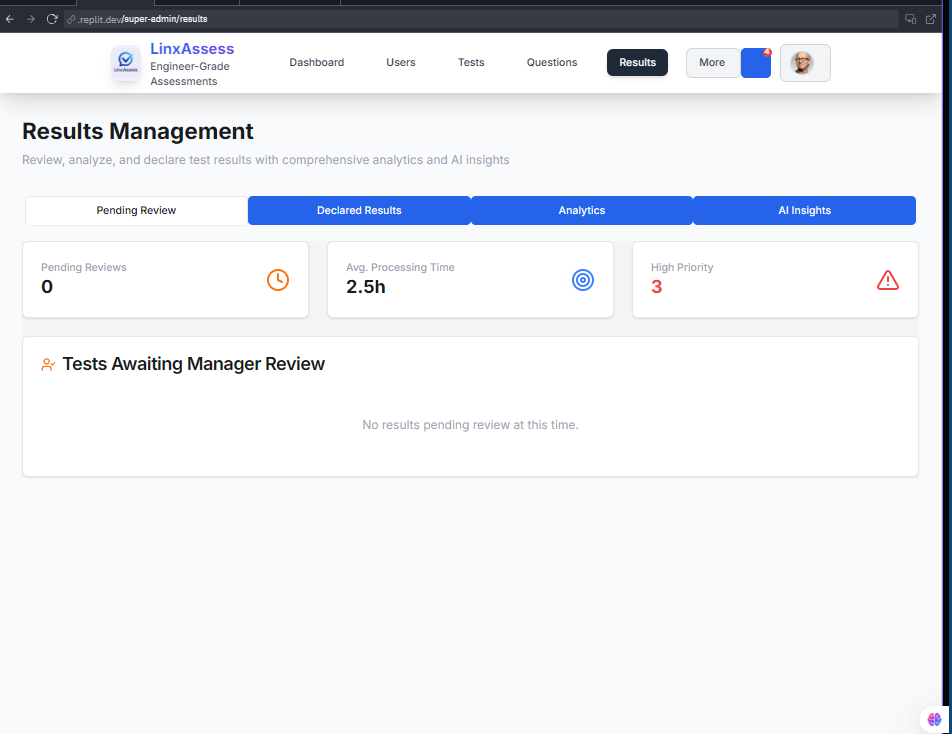 .replit.dev/super-admin/results
LinxAssess
Engineer-Grade
Assessments
LinxAssess
Dashboard
Users
Tests
Questions
Results
More
4
Results Management
Review, analyze, and declare test results with comprehensive analytics and AI insights
Pending Review
Declared Results
Analytics
AI Insights
Pending Reviews
0
Avg. Processing Time
2.5h
High Priority
3
Tests Awaiting Manager Review
No results pending review at this time.